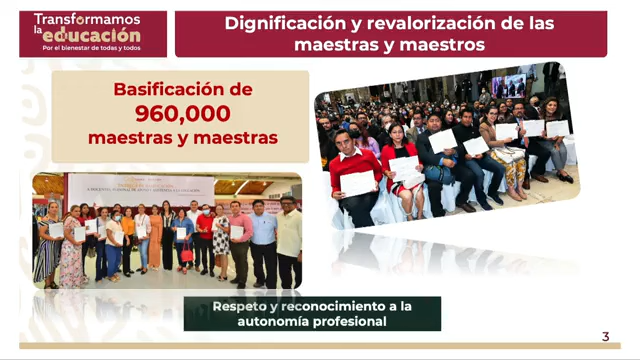 Transformamos
la educación
Por el bienestar de todas y todos
Dignificación y revalorización de las
maestras y maestros
Basificación de
960,000
maestras y maestras
Respeto y reconocimiento a la
autonomía profesional
3